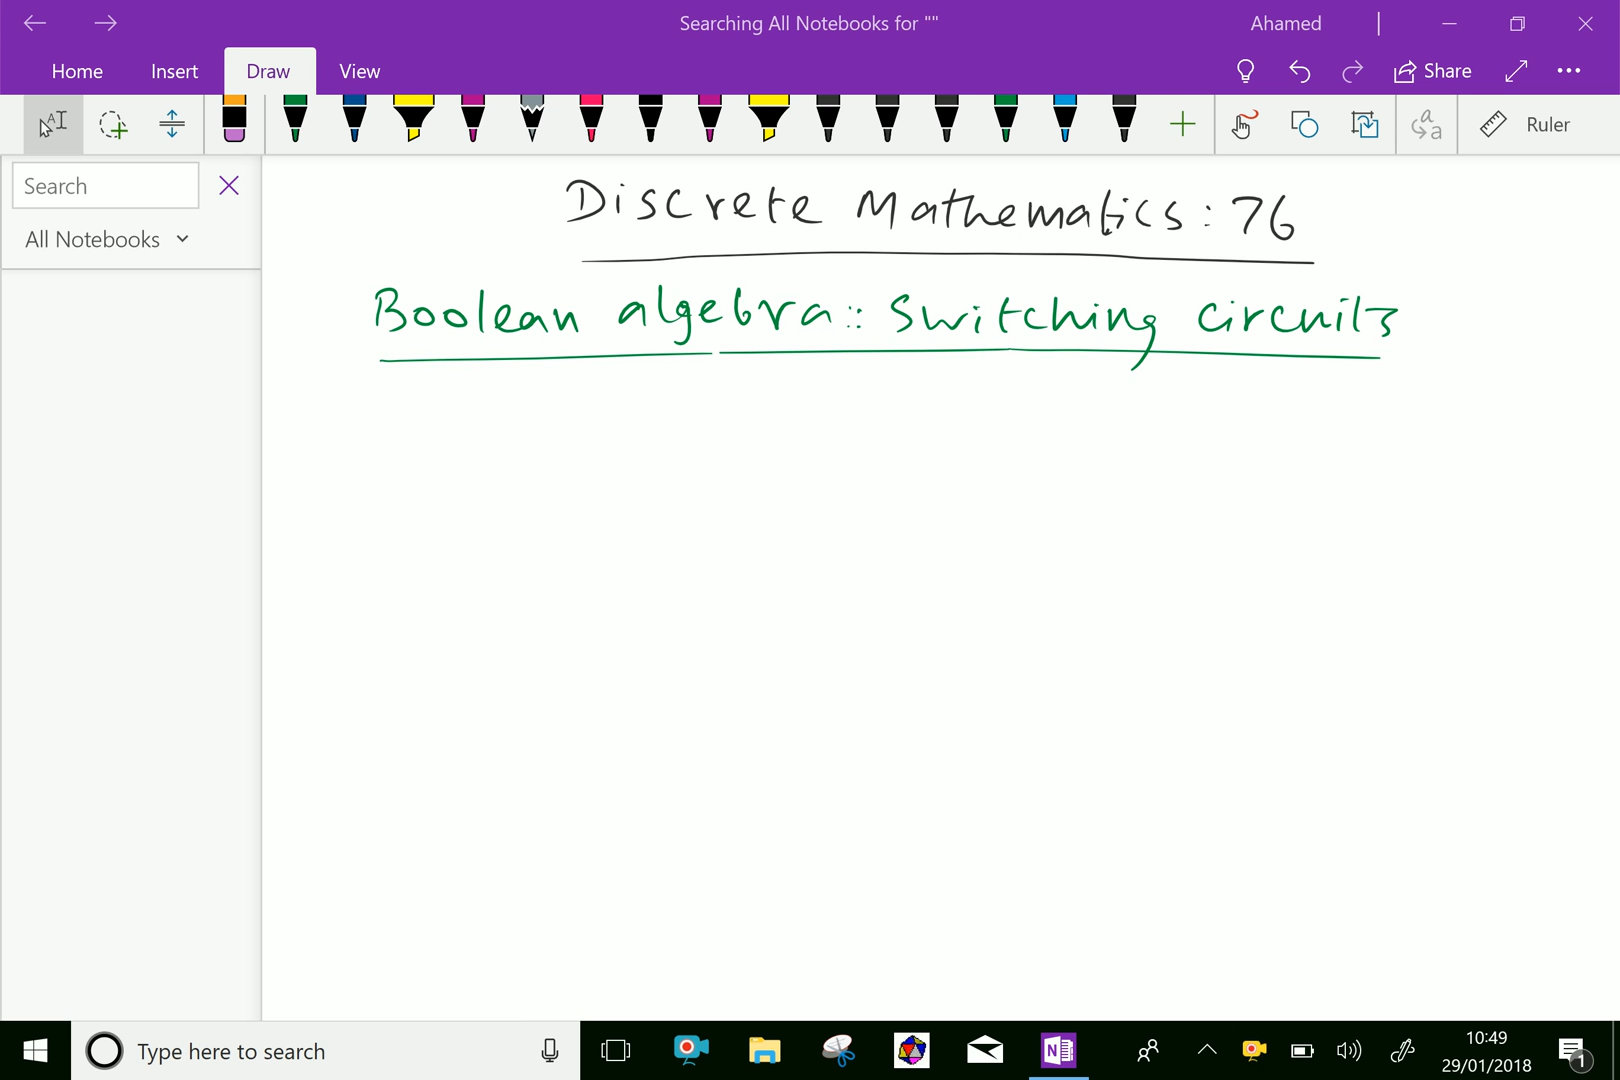 Searching All Notebooks for ""
Ahamed
Home Insert Draw View
Share
Ruler
Search
All Notebooks
Discrete Mathematics: 76
Boolean algebra:: Switching circuits
Type here to search
10:49
29/01/2018
1